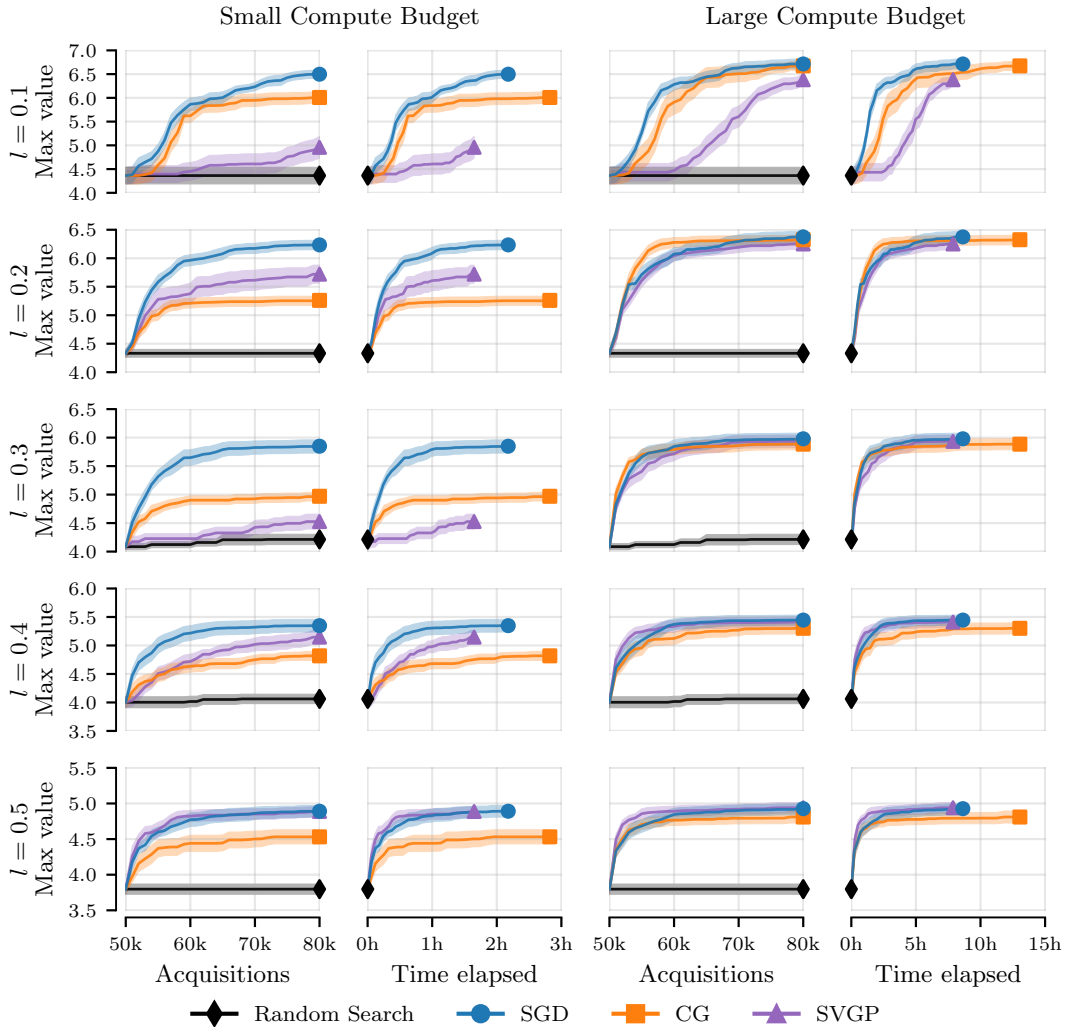 Small Compute Budget
Large Compute Budget
l = 0.1
Max value
7.0
6.5
6.0
5.5
5.0
4.5
4.0
l = 0.2
Max value
6.5
6.0
5.5
5.0
4.5
4.0
l = 0.3
Max value
6.5
6.0
5.5
5.0
4.5
4.0
l = 0.4
Max value
6.0
5.5
5.0
4.5
4.0
3.5
l = 0.5
Max value
5.5
5.0
4.5
4.0
3.5
50k 60k 70k 80k 0h 1h 2h 3h 50k 60k 70k 80k 0h 5h 10h 15h
Acquisitions Time elapsed Acquisitions Time elapsed
Random Search SGD CG SVGP